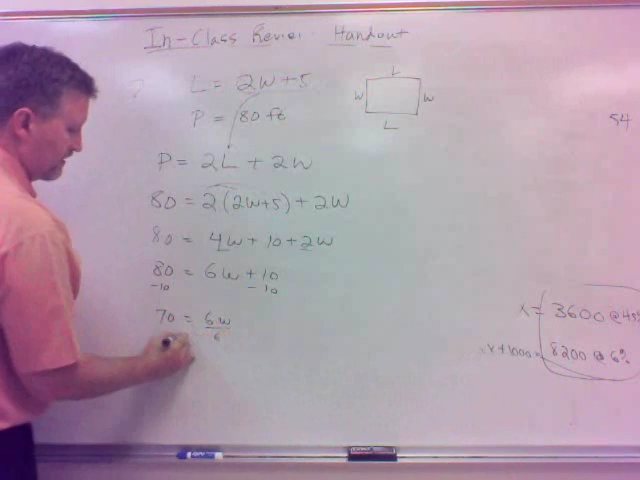 In-Class Review Handout
L = 2W+5
P = 80 ft
L
W
W
L
P = 2L + 2W
80 = 2(2W+5) + 2W
80 = 4W + 10 + 2W
80 = 6W + 10
-10 -10
70 = 6W
6
54
X = 3600 @ 4%
8200 @ 6%